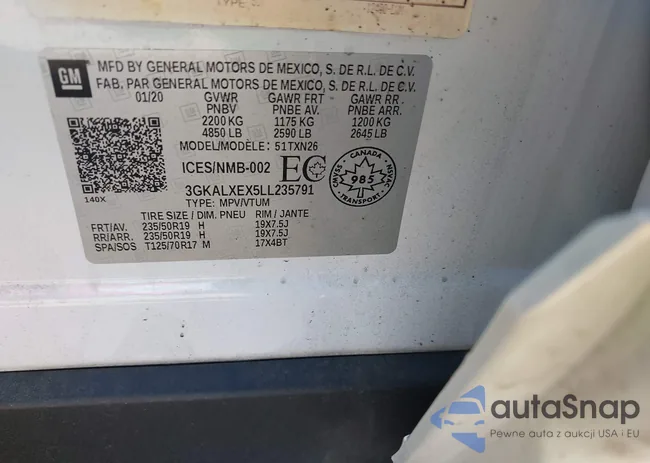 GM
MFD BY GENERAL MOTORS DE MEXICO, S. DE R.L. DE C.V.
FAB. PAR GENERAL MOTORS DE MEXICO, S. DE R.L. DE C.V.
01/20 GVWR GAWR FRT GAWR RR
PNBV PNBE AV. PNBE ARR.
2200 KG 1175 KG 1200 KG
4850 LB 2590 LB 2645 LB
MODEL/MODÈLE: 51TXN26
ICES/NMB-002 EC
140X
3GKALXEX5LL235791
TYPE: MPV/VTUM
CANADA
CMVSS 985 NSVAC
TRANSPORT
TIRE SIZE / DIM. PNEU RIM / JANTE
FRT/AV. 235/50R19 H 19X7.5J
RR/ARR. 235/50R19 H 19X7.5J
SPA/SOS T125/70R17 M 17X4BT
autaSnap
Pewne auta z aukcji USA i EU